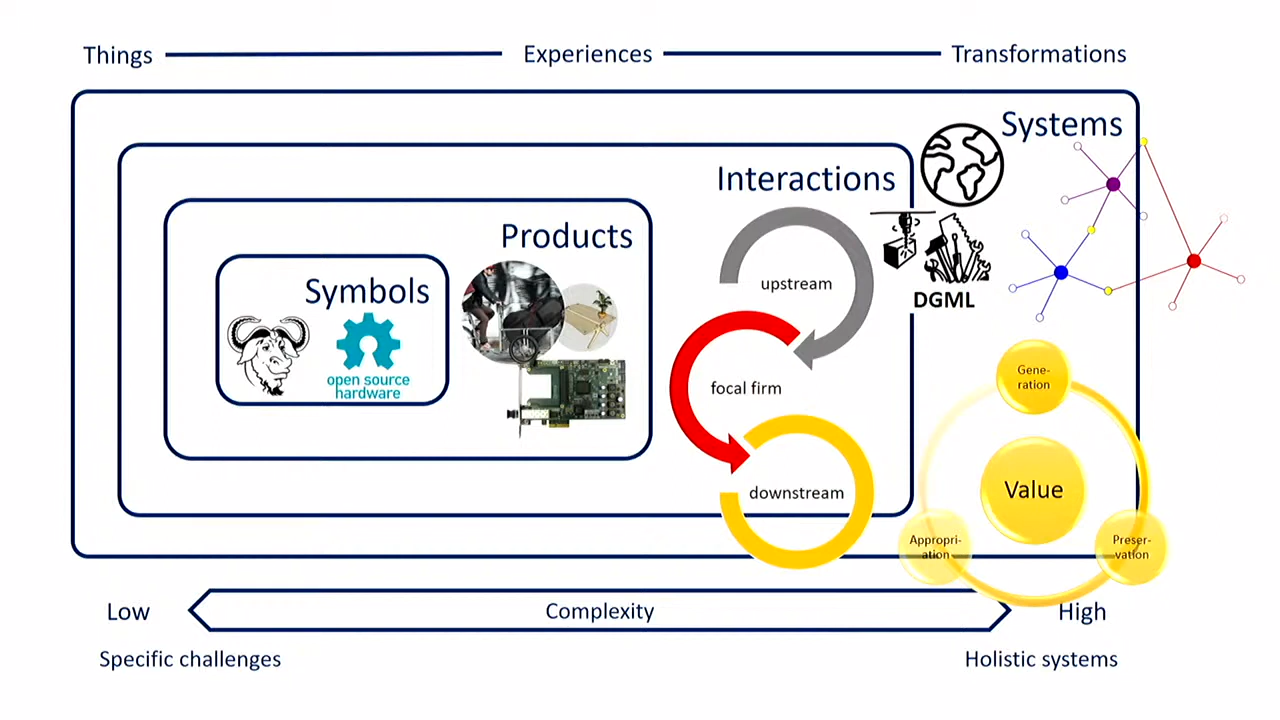 Things
Experiences
Transformations
Systems
Interactions
Products
Symbols
open source
hardware
upstream
focal firm
downstream
DGML
Gene-
ration
Value
Appropri-
ation
Preser-
vation
Low
Complexity
High
Specific challenges
Holistic systems